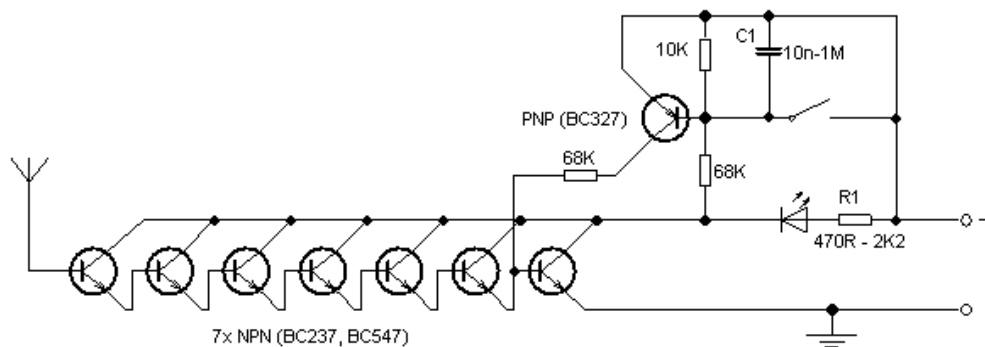 10K
C1
10n-1M
PNP (BC327)
68K
68K
R1
470R - 2K2
7x NPN (BC237, BC547)